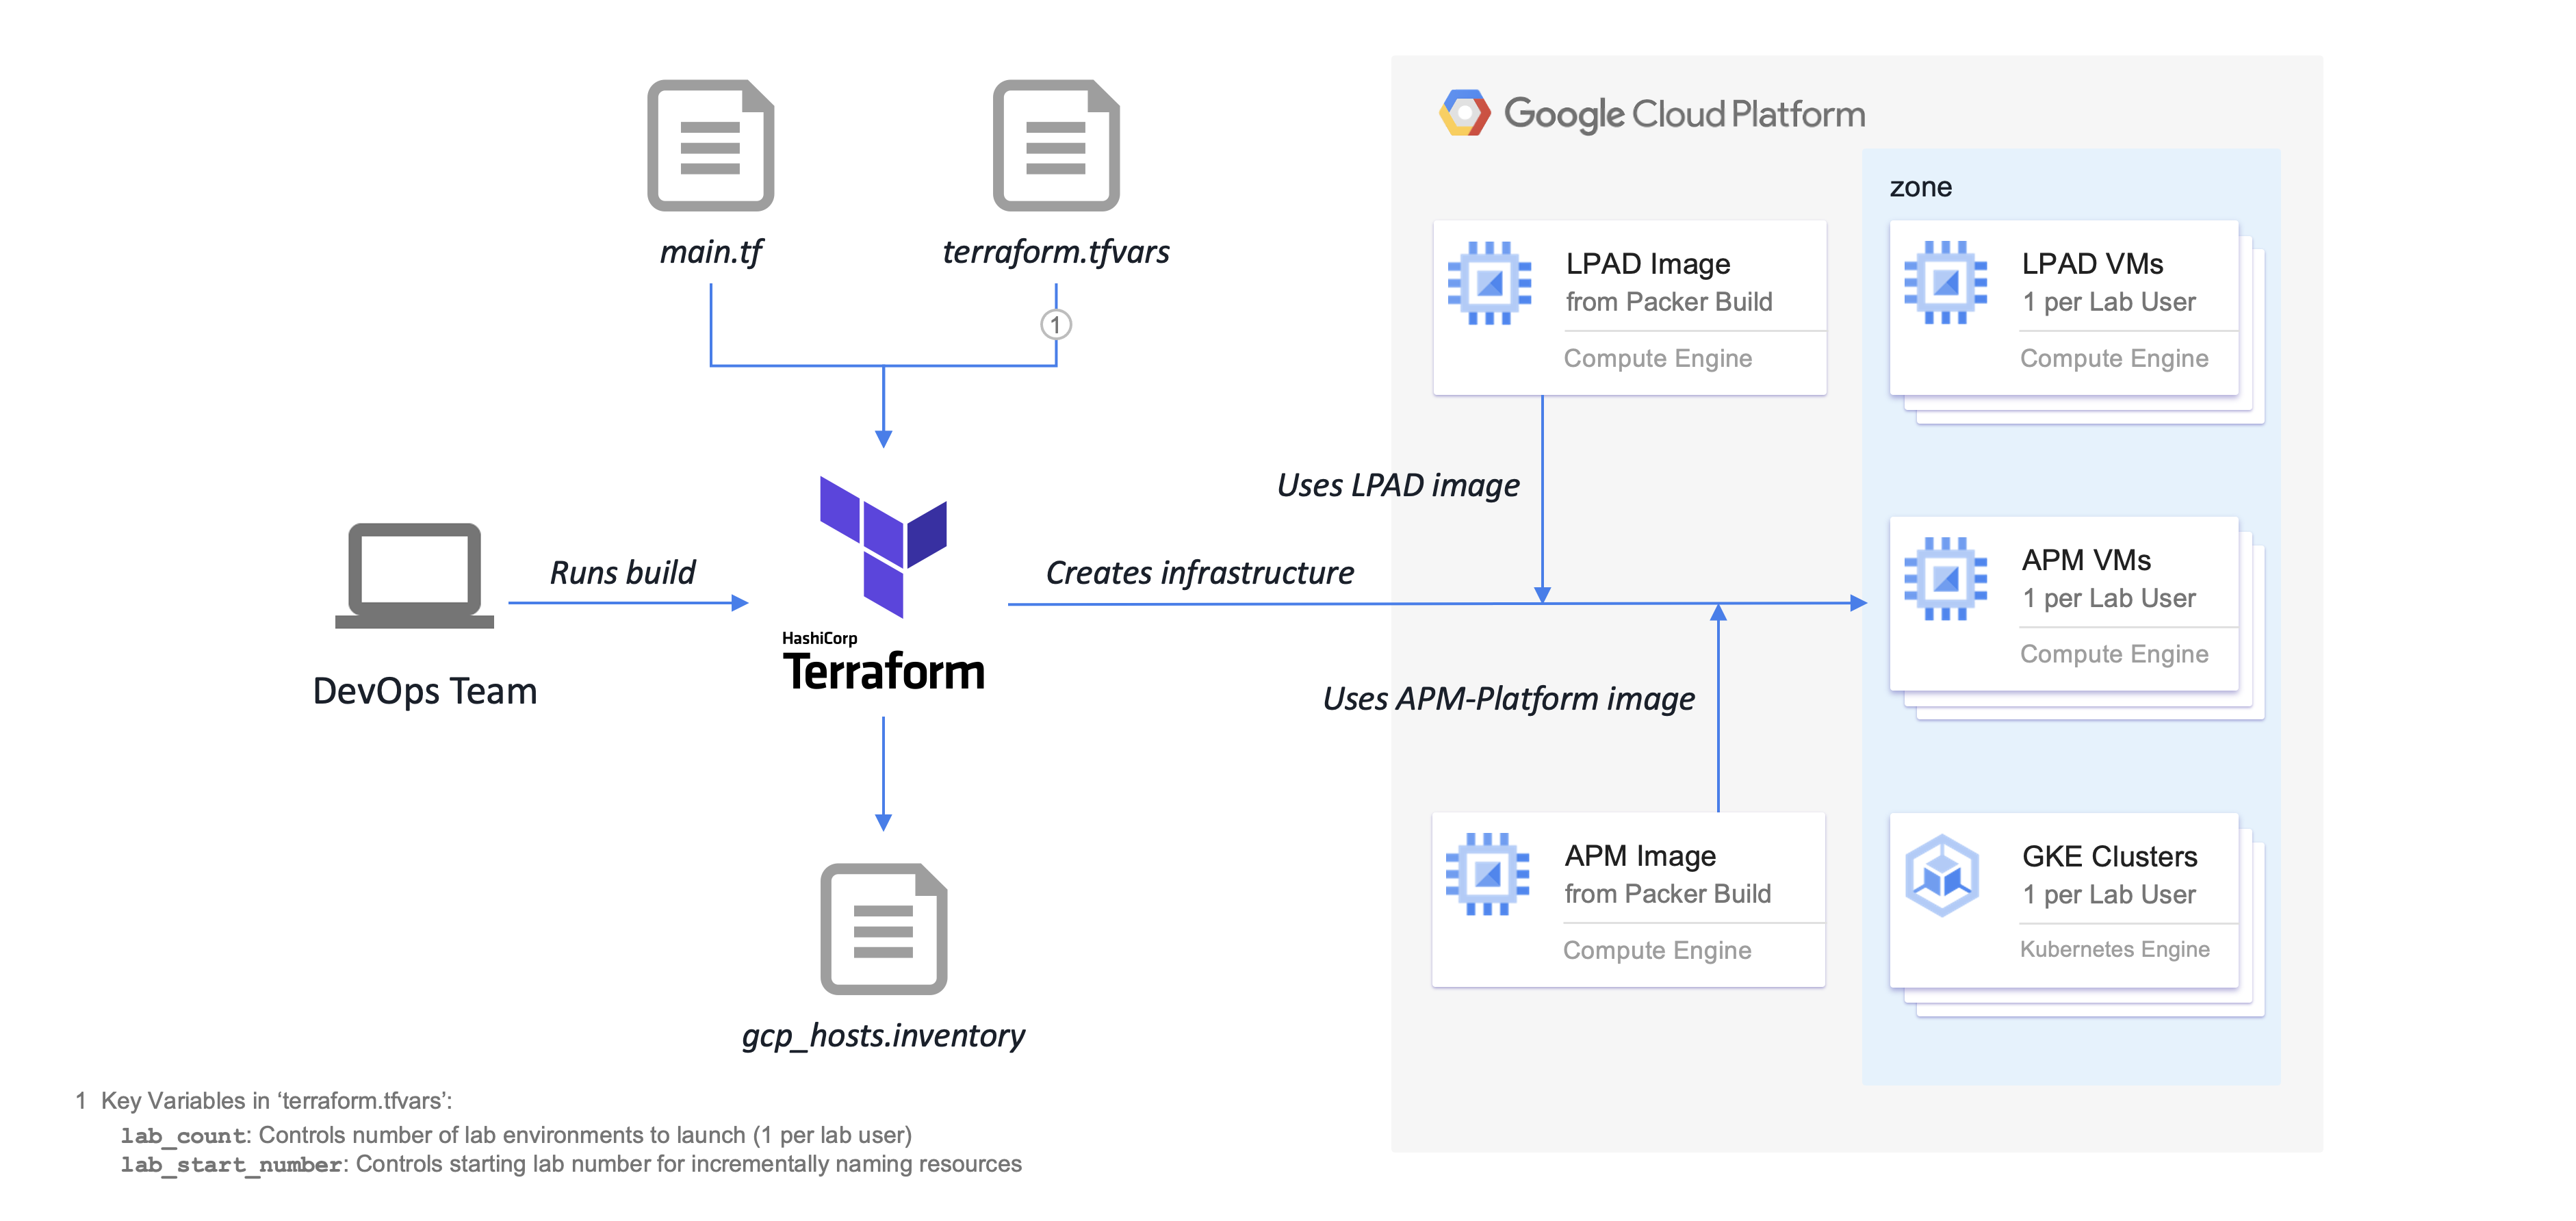 main.tf
terraform.tfvars
1
Google Cloud Platform
zone
LPAD Image
from Packer Build
Compute Engine
LPAD VMs
1 per Lab User
Compute Engine
Uses LPAD image
Runs build
Creates infrastructure
DevOps Team
HashiCorp
Terraform
APM VMs
1 per Lab User
Compute Engine
Uses APM-Platform image
APM Image
from Packer Build
Compute Engine
GKE Clusters
1 per Lab User
Kubernetes Engine
gcp_hosts.inventory
1 Key Variables in ‘terraform.tfvars’:
lab_count: Controls number of lab environments to launch (1 per lab user)
lab_start_number: Controls starting lab number for incrementally naming resources